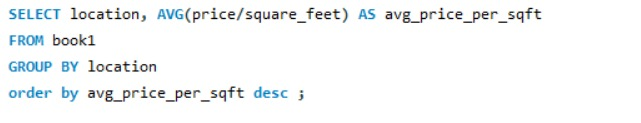 SELECT location, AVG(price/square_feet) AS avg_price_per_sqft
FROM book1
GROUP BY location
order by avg_price_per_sqft desc ;